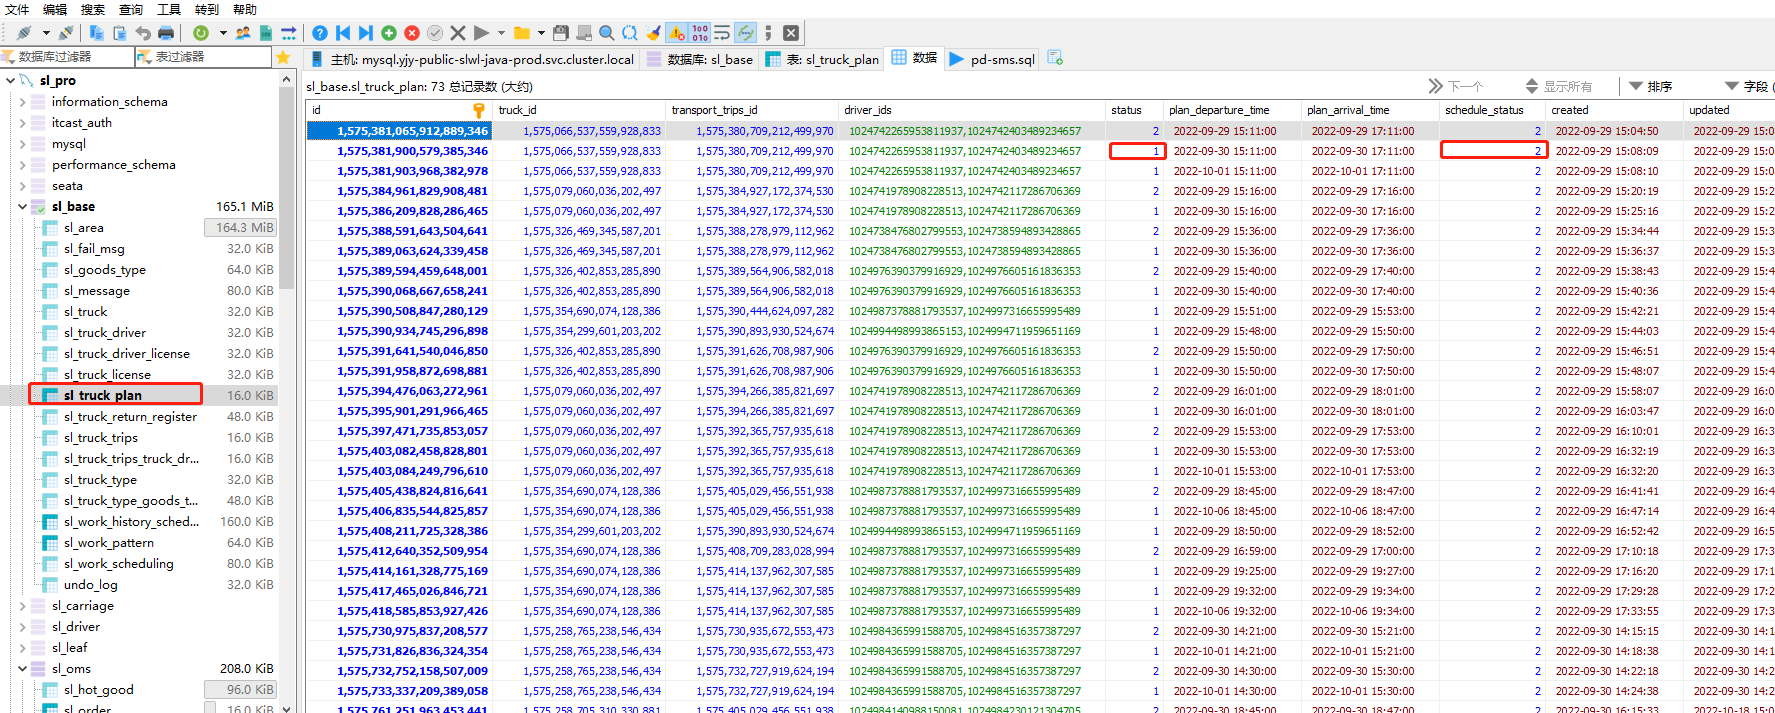 文件 编辑 搜索 查询 工具 转到 帮助
数据库过滤器 表过滤器
主机: mysql.yjy-public-slwl-java-prod.svc.cluster.local 数据库: sl_base 表: sl_truck_plan 数据 pd-sms.sql
sl_base.sl_truck_plan: 73 总记录数 (大约) 下一个 显示所有 排序 字段 (
sl_pro
information_schema
itcast_auth
mysql
performance_schema
seata
sl_base 165.1 MiB
sl_area 164.3 MiB
sl_fail_msg 32.0 KiB
sl_goods_type 64.0 KiB
sl_message 80.0 KiB
sl_truck 32.0 KiB
sl_truck_driver 32.0 KiB
sl_truck_driver_license 32.0 KiB
sl_truck_license 32.0 KiB
sl_truck_plan 16.0 KiB
sl_truck_return_register 48.0 KiB
sl_truck_trips 16.0 KiB
sl_truck_trips_truck_dr... 16.0 KiB
sl_truck_type 32.0 KiB
sl_truck_type_goods_t... 48.0 KiB
sl_work_history_sched... 160.0 KiB
sl_work_pattern 64.0 KiB
sl_work_scheduling 80.0 KiB
undo_log 32.0 KiB
sl_carriage
sl_driver
sl_leaf
sl_oms 208.0 KiB
sl_hot_good 96.0 KiB
sl_order 16.0 KiB
id truck_id transport_trips_id driver_ids status plan_departure_time plan_arrival_time schedule_status created updated
1,575,381,065,912,889,346 1,575,066,537,559,928,833 1,575,380,709,212,499,970 1024742265953811937,1024742403489234657 2 2022-09-29 15:11:00 2022-09-29 17:11:00 2 2022-09-29 15:04:50 2022-09-29 15:0
1,575,381,900,579,385,346 1,575,066,537,559,928,833 1,575,380,709,212,499,970 1024742265953811937,1024742403489234657 1 2022-09-30 15:11:00 2022-09-30 17:11:00 2 2022-09-29 15:08:09 2022-09-29 15:0
1,575,381,903,968,382,978 1,575,066,537,559,928,833 1,575,380,709,212,499,970 1024742265953811937,1024742403489234657 1 2022-10-01 15:11:00 2022-10-01 17:11:00 2 2022-09-29 15:08:10 2022-09-29 15:0
1,575,384,961,829,908,481 1,575,079,060,036,202,497 1,575,384,927,172,374,530 1024741978908228513,1024742117286706369 2 2022-09-29 15:16:00 2022-09-29 17:16:00 2 2022-09-29 15:20:19 2022-09-29 15:2
1,575,386,209,828,286,465 1,575,079,060,036,202,497 1,575,384,927,172,374,530 1024741978908228513,1024742117286706369 1 2022-09-30 15:16:00 2022-09-30 17:16:00 2 2022-09-29 15:25:16 2022-09-29 15:2
1,575,388,591,643,504,641 1,575,326,469,345,587,201 1,575,388,278,979,112,962 1024738476802799553,1024738594893428865 2 2022-09-29 15:36:00 2022-09-29 17:36:00 2 2022-09-29 15:34:44 2022-09-29 15:3
1,575,389,063,624,339,458 1,575,326,469,345,587,201 1,575,388,278,979,112,962 1024738476802799553,1024738594893428865 1 2022-09-30 15:36:00 2022-09-30 17:36:00 2 2022-09-29 15:36:37 2022-09-29 15:3
1,575,389,594,459,648,001 1,575,326,402,853,285,890 1,575,389,564,906,582,018 1024976390379916929,1024976605161836353 2 2022-09-29 15:40:00 2022-09-29 17:40:00 2 2022-09-29 15:38:43 2022-09-29 15:4
1,575,390,068,667,658,241 1,575,326,402,853,285,890 1,575,389,564,906,582,018 1024976390379916929,1024976605161836353 1 2022-09-30 15:40:00 2022-09-30 17:40:00 2 2022-09-29 15:40:36 2022-09-29 15:4
1,575,390,508,847,280,129 1,575,354,690,074,128,386 1,575,390,444,624,097,282 1024987378881793537,1024997316655995489 2 2022-09-29 15:51:00 2022-09-29 15:53:00 2 2022-09-29 15:42:21 2022-09-29 15:4
1,575,390,934,745,296,898 1,575,354,299,601,203,202 1,575,390,893,930,524,674 1024994498993865153,1024994711959651169 1 2022-09-29 15:48:00 2022-09-29 15:50:00 2 2022-09-29 15:44:03 2022-09-29 15:4
1,575,391,641,540,046,850 1,575,326,402,853,285,890 1,575,391,626,708,987,906 1024976390379916929,1024976605161836353 2 2022-09-29 15:50:00 2022-09-29 17:50:00 2 2022-09-29 15:46:51 2022-09-29 15:4
1,575,391,958,872,698,881 1,575,326,402,853,285,890 1,575,391,626,708,987,906 1024976390379916929,1024976605161836353 1 2022-09-30 15:50:00 2022-09-30 17:50:00 2 2022-09-29 15:48:07 2022-09-29 15:4
1,575,394,476,063,272,961 1,575,079,060,036,202,497 1,575,394,266,385,821,697 1024741978908228513,1024742117286706369 2 2022-09-29 16:01:00 2022-09-29 18:01:00 2 2022-09-29 15:58:07 2022-09-29 16:0
1,575,395,901,291,966,465 1,575,079,060,036,202,497 1,575,394,266,385,821,697 1024741978908228513,1024742117286706369 1 2022-09-30 16:01:00 2022-09-30 18:01:00 2 2022-09-29 16:03:47 2022-09-29 16:0
1,575,397,471,735,853,057 1,575,079,060,036,202,497 1,575,392,365,757,935,618 1024741978908228513,1024742117286706369 2 2022-09-29 15:53:00 2022-09-29 17:53:00 2 2022-09-29 16:10:01 2022-09-29 16:3
1,575,403,082,458,828,801 1,575,079,060,036,202,497 1,575,392,365,757,935,618 1024741978908228513,1024742117286706369 1 2022-09-30 15:53:00 2022-09-30 17:53:00 2 2022-09-29 16:32:19 2022-09-29 16:3
1,575,403,084,249,796,610 1,575,079,060,036,202,497 1,575,392,365,757,935,618 1024741978908228513,1024742117286706369 1 2022-10-01 15:53:00 2022-10-01 17:53:00 2 2022-09-29 16:32:20 2022-09-29 16:3
1,575,405,438,824,816,641 1,575,354,690,074,128,386 1,575,405,029,456,551,938 1024987378881793537,1024997316655995489 2 2022-09-29 18:45:00 2022-09-29 18:47:00 2 2022-09-29 16:41:41 2022-09-29 16:4
1,575,406,835,544,825,857 1,575,354,690,074,128,386 1,575,405,029,456,551,938 1024987378881793537,1024997316655995489 1 2022-10-06 18:45:00 2022-10-06 18:47:00 2 2022-09-29 16:47:14 2022-09-29 16:4
1,575,408,211,725,328,386 1,575,354,299,601,203,202 1,575,390,893,930,524,674 1024994498993865153,1024994711959651169 1 2022-09-29 18:50:00 2022-09-29 18:52:00 2 2022-09-29 16:52:42 2022-09-29 16:5
1,575,412,640,352,509,954 1,575,354,690,074,128,386 1,575,408,709,283,028,994 1024987378881793537,1024997316655995489 2 2022-09-29 16:59:00 2022-09-29 17:00:00 2 2022-09-29 17:10:18 2022-09-29 17:3
1,575,414,161,328,775,169 1,575,354,690,074,128,386 1,575,414,137,962,307,585 1024987378881793537,1024997316655995489 1 2022-09-29 19:25:00 2022-09-29 19:27:00 2 2022-09-29 17:16:20 2022-09-29 17:1
1,575,417,465,026,846,721 1,575,354,690,074,128,386 1,575,414,137,962,307,585 1024987378881793537,1024997316655995489 2 2022-09-29 19:32:00 2022-09-29 19:34:00 2 2022-09-29 17:29:28 2022-09-29 17:2
1,575,418,585,853,927,426 1,575,354,690,074,128,386 1,575,414,137,962,307,585 1024987378881793537,1024997316655995489 1 2022-10-06 19:32:00 2022-10-06 19:34:00 2 2022-09-29 17:33:55 2022-09-29 17:3
1,575,730,975,837,208,577 1,575,258,765,238,546,434 1,575,730,935,672,553,473 1024984365991588705,1024984516357387297 2 2022-09-30 14:21:00 2022-09-30 15:21:00 2 2022-09-30 14:15:15 2022-09-30 14:1
1,575,731,826,836,324,354 1,575,258,765,238,546,434 1,575,730,935,672,553,473 1024984365991588705,1024984516357387297 1 2022-10-01 14:21:00 2022-10-01 15:21:00 2 2022-09-30 14:18:38 2022-09-30 14:1
1,575,732,752,158,507,009 1,575,258,765,238,546,434 1,575,732,727,919,624,194 1024984365991588705,1024984516357387297 2 2022-09-30 14:30:00 2022-09-30 15:30:00 2 2022-09-30 14:22:18 2022-09-30 14:2
1,575,733,337,209,389,058 1,575,258,765,238,546,434 1,575,732,727,919,624,194 1024984365991588705,1024984516357387297 1 2022-10-01 14:30:00 2022-10-01 15:30:00 2 2022-09-30 14:24:38 2022-09-30 14:2